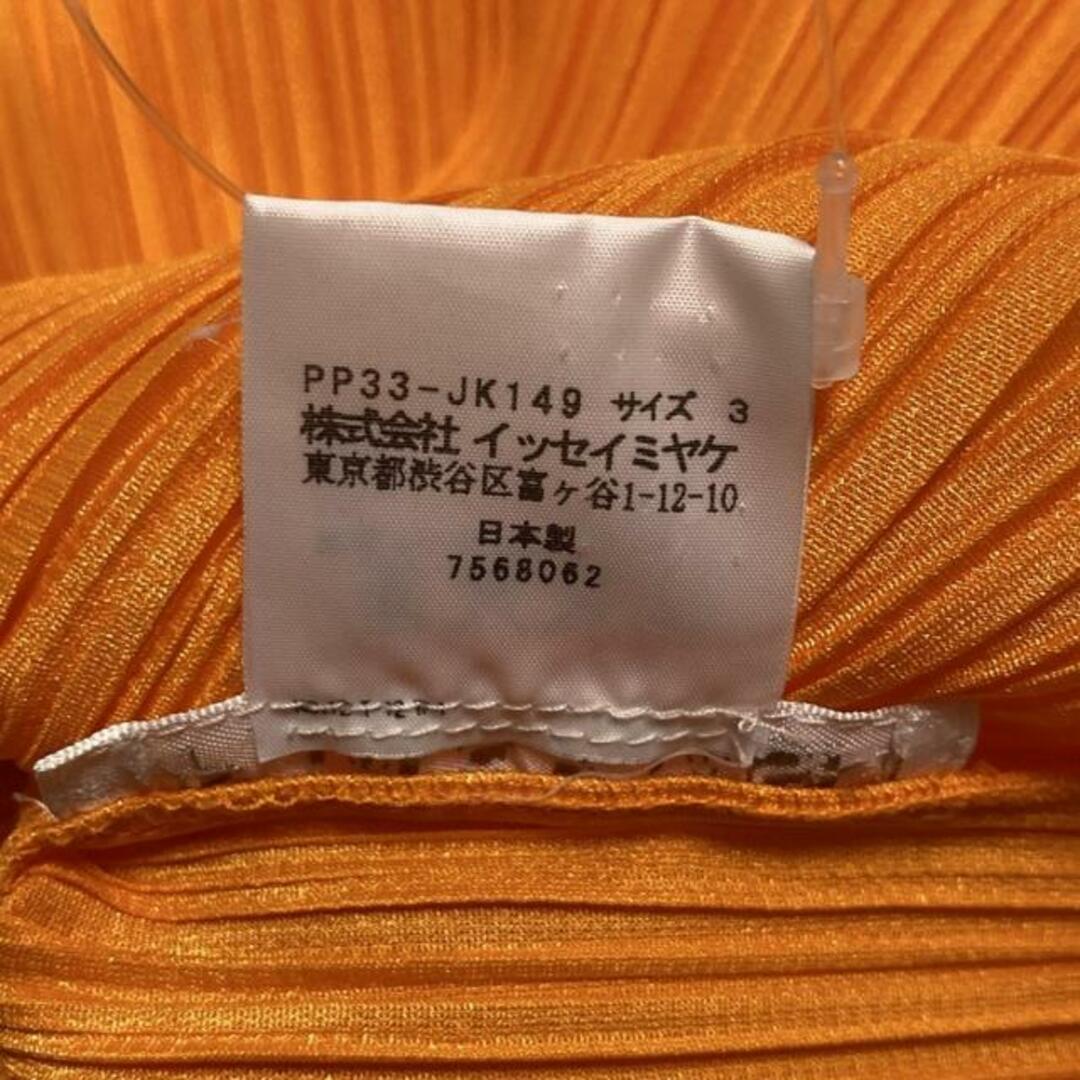 PP33-JK149 サイズ 3
株式会社 イッセイミヤケ
東京都渋谷区富ヶ谷1-12-10
日本製
7568062